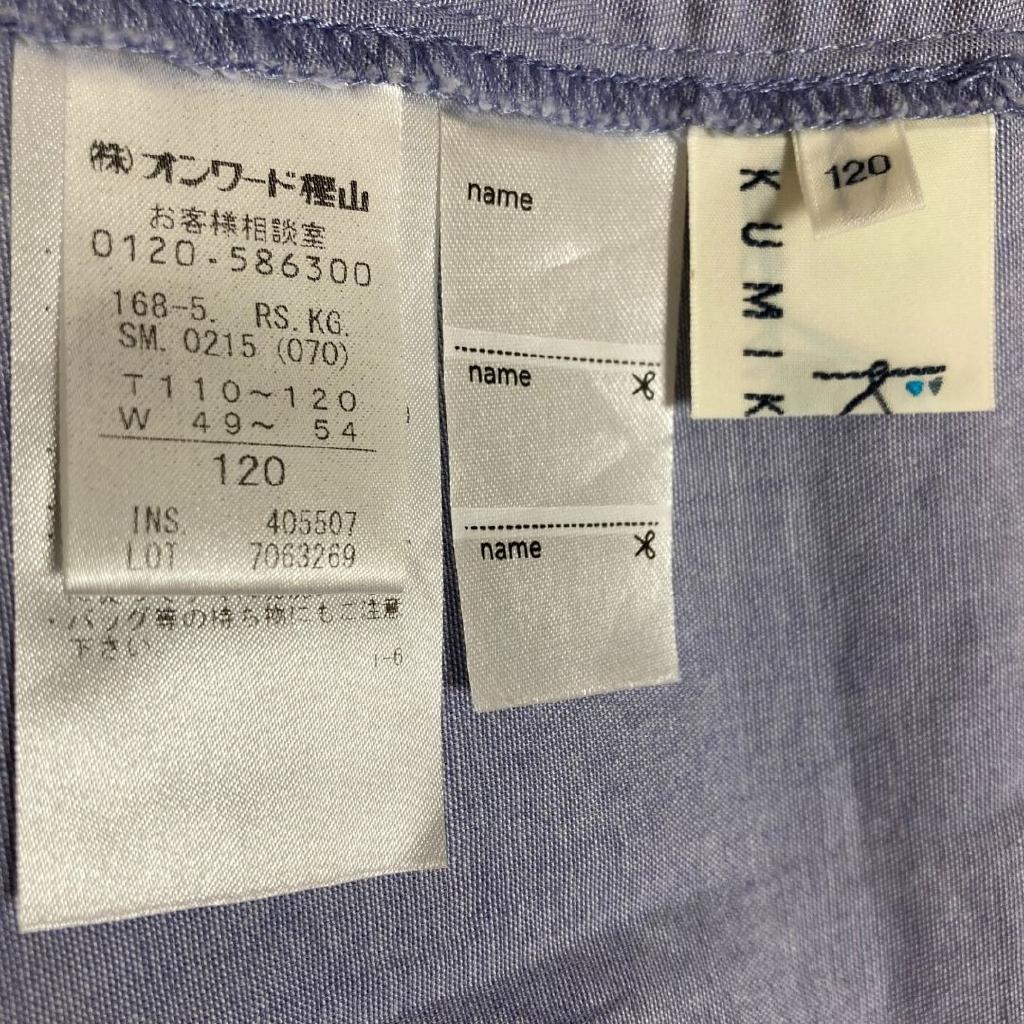 (株)オンワード樫山
お客様相談室
0120-586300
168-5. RS.KG.
SM. 0215 (070)
T110~120
W 49~ 54
120
INS. 405507
LOT 7063269
・バッグ等の持ち物にもご注意
下さい
T-6
name
name
name
KUMIK
120